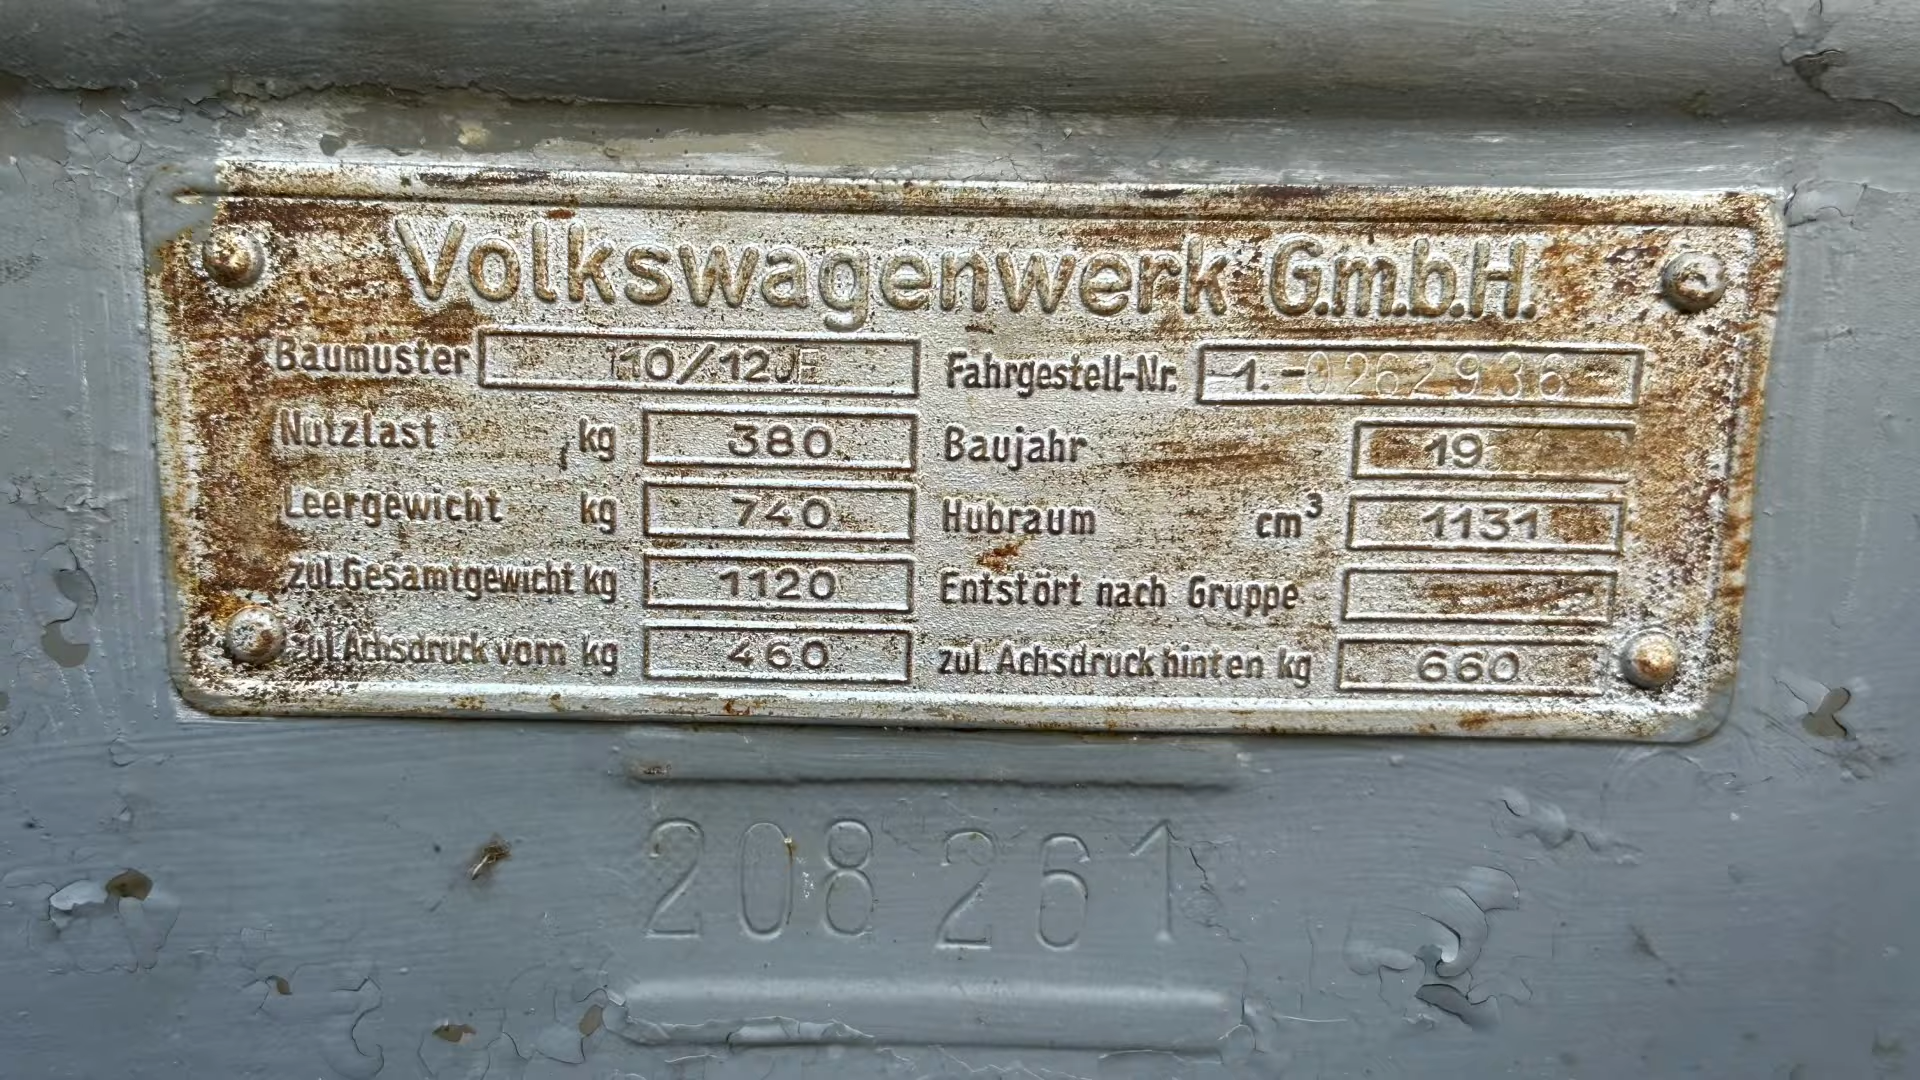 Volkswagenwerk G.m.b.H.
Baumuster 10/12JE Fahrgestell-Nr. 1.-0262936
Nutzlast kg 380 Baujahr 19
Leergewicht kg 740 Hubraum cm³ 1131
zul. Gesamtgewicht kg 1120 Entstört nach Gruppe
zul. Achsdruck vorn kg 460 zul. Achsdruck hinten kg 660
208 261